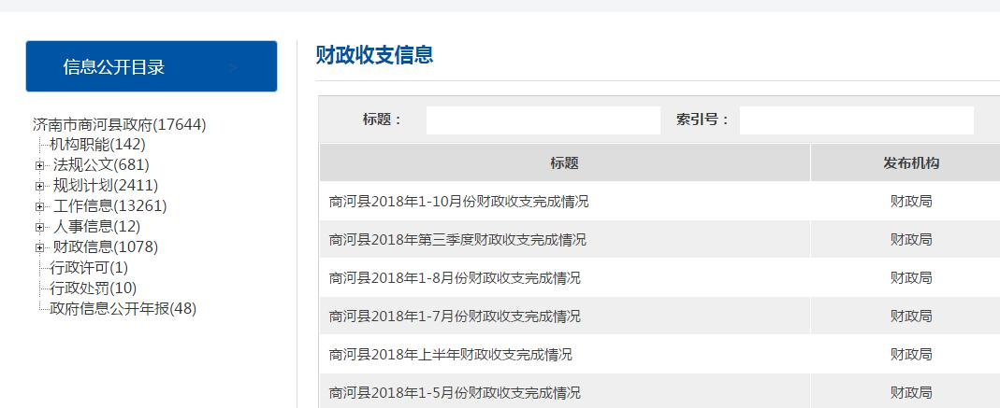 信息公开目录 >
济南市商河县政府(17644)
机构职能(142)
法规公文(681)
规划计划(2411)
工作信息(13261)
人事信息(12)
财政信息(1078)
行政许可(1)
行政处罚(10)
政府信息公开年报(48)
财政收支信息
标题： 索引号：
标题 发布机构
商河县2018年1-10月份财政收支完成情况 财政局
商河县2018年第三季度财政收支完成情况 财政局
商河县2018年1-8月份财政收支完成情况 财政局
商河县2018年1-7月份财政收支完成情况 财政局
商河县2018年上半年财政收支完成情况 财政局
商河县2018年1-5月份财政收支完成情况 财政局